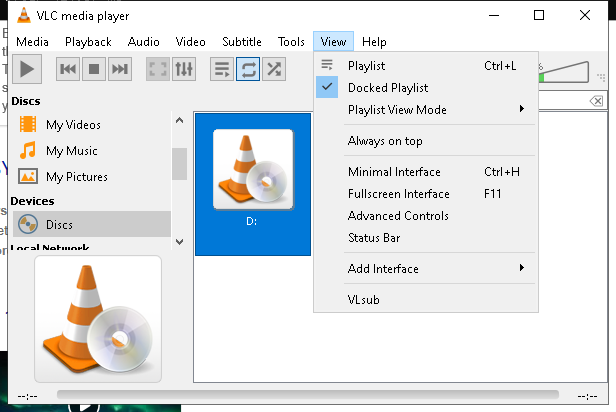 VLC media player
Media Playback Audio Video Subtitle Tools View Help
Playlist Ctrl+L
Docked Playlist
Playlist View Mode
Always on top
Minimal Interface Ctrl+H
Fullscreen Interface F11
Advanced Controls
Status Bar
Add Interface
VLsub
%
Discs
My Videos
My Music
My Pictures
Devices
Discs
Local Network
D:
--:--
--:--